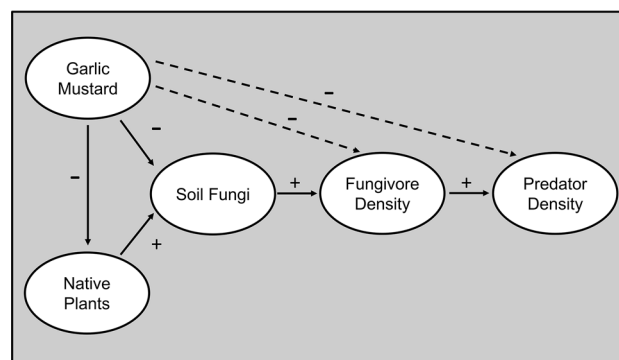 Garlic
Mustard
-
-
-
-
Soil Fungi
+
Fungivore
Density
+
Predator
Density
+
Native
Plants